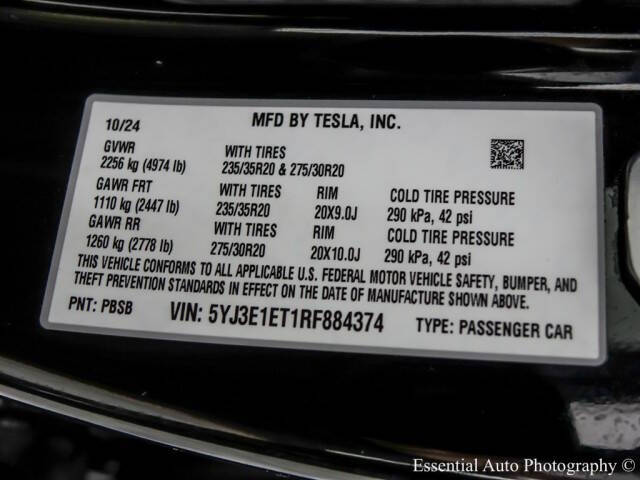 10/24 MFD BY TESLA, INC.
GVWR WITH TIRES
2256 kg (4974 lb) 235/35R20 & 275/30R20
GAWR FRT WITH TIRES RIM COLD TIRE PRESSURE
1110 kg (2447 lb) 235/35R20 20X9.0J 290 kPa, 42 psi
GAWR RR WITH TIRES RIM COLD TIRE PRESSURE
1260 kg (2778 lb) 275/30R20 20X10.0J 290 kPa, 42 psi
THIS VEHICLE CONFORMS TO ALL APPLICABLE U.S. FEDERAL MOTOR VEHICLE SAFETY, BUMPER, AND
THEFT PREVENTION STANDARDS IN EFFECT ON THE DATE OF MANUFACTURE SHOWN ABOVE.
PNT: PBSB VIN: 5YJ3E1ET1RF884374 TYPE: PASSENGER CAR
Essential Auto Photography ©